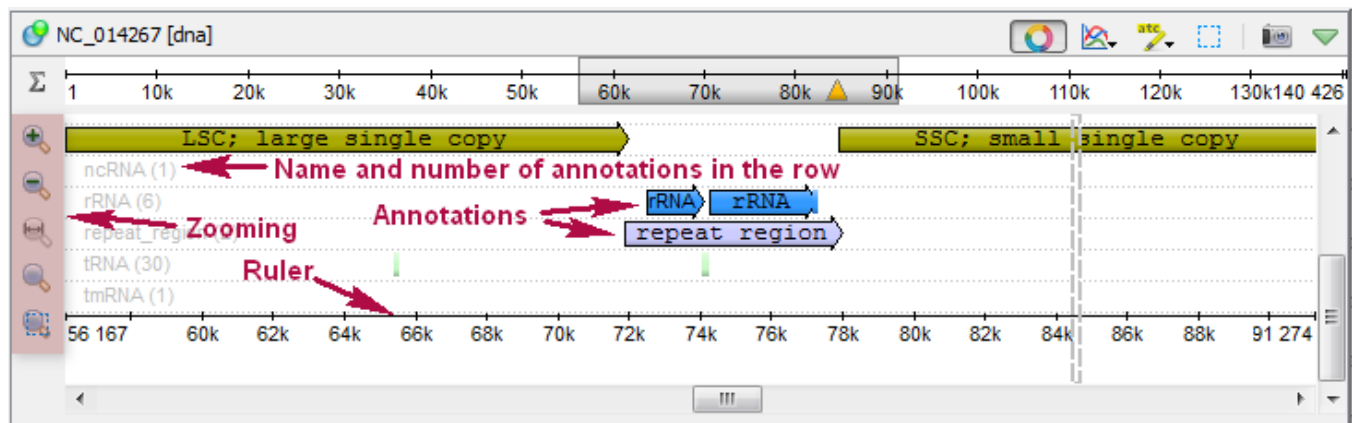 NC_014267 [dna]
atc
Σ
1 10k 20k 30k 40k 50k 60k 70k 80k 90k 100k 110k 120k 130k 140 426
LSC; large single copy SSC; small single copy
ncRNA (1) Name and number of annotations in the row
rRNA (6) rRNA rRNA
Annotations
Zooming
repeat region
tRNA (30)
Ruler
tmRNA (1)
56 167 60k 62k 64k 66k 68k 70k 72k 74k 76k 78k 80k 82k 84k 86k 88k 91 274